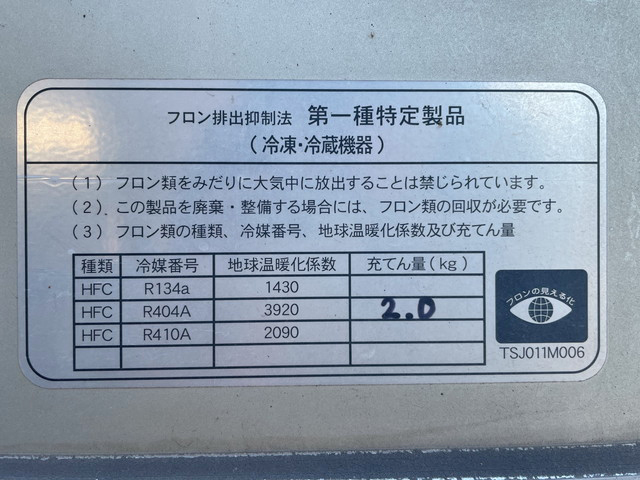 フロン排出抑制法 第一種特定製品
（冷凍・冷蔵機器）
（1）フロン類をみだりに大気中に放出することは禁じられています。
（2）この製品を廃棄・整備する場合には、フロン類の回収が必要です。
（3）フロン類の種類、冷媒番号、地球温暖化係数及び充てん量
種類 冷媒番号 地球温暖化係数 充てん量(kg)
HFC R134a 1430
HFC R404A 3920 2.0
HFC R410A 2090
フロンの見える化
TSJ011M006